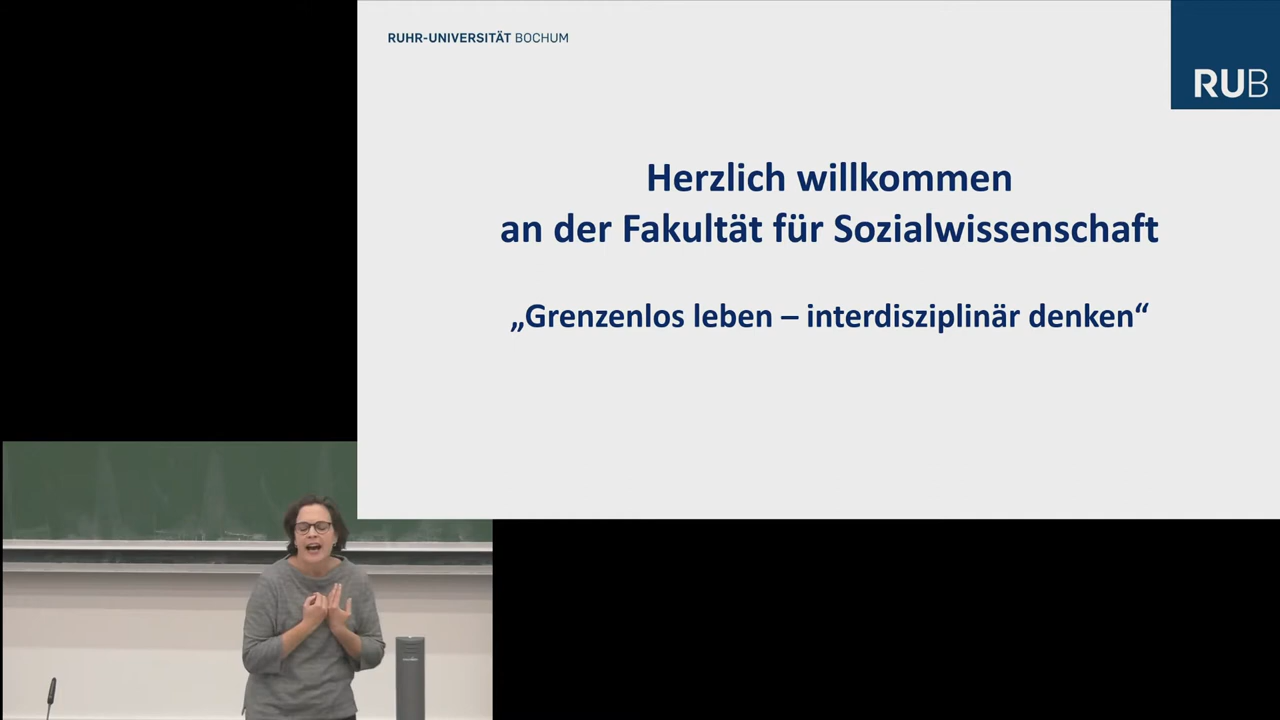 RUHR-UNIVERSITÄT BOCHUM
RUB
Herzlich willkommen
an der Fakultät für Sozialwissenschaft
„Grenzenlos leben – interdisziplinär denken“